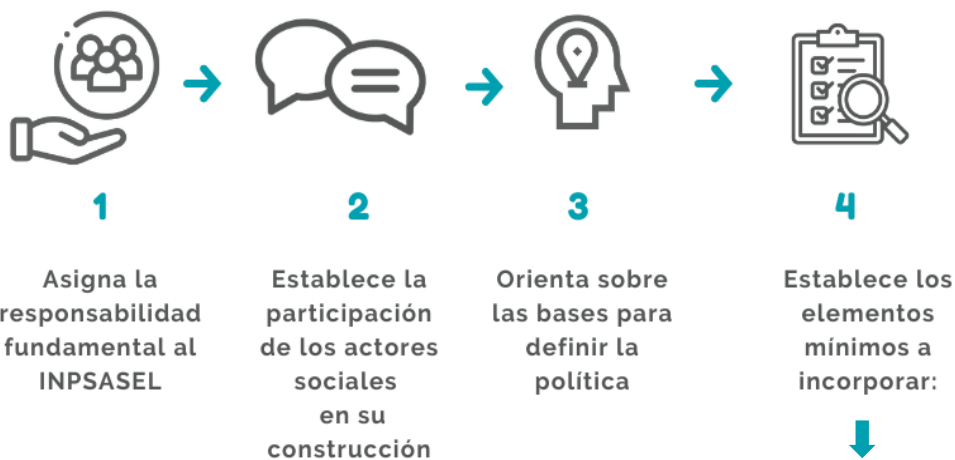 1
Asigna la
responsabilidad
fundamental al
INPSASEL
2
Establece la
participación
de los actores
sociales
en su
construcción
3
Orienta sobre
las bases para
definir la
política
4
Establece los
elementos
mínimos a
incorporar: